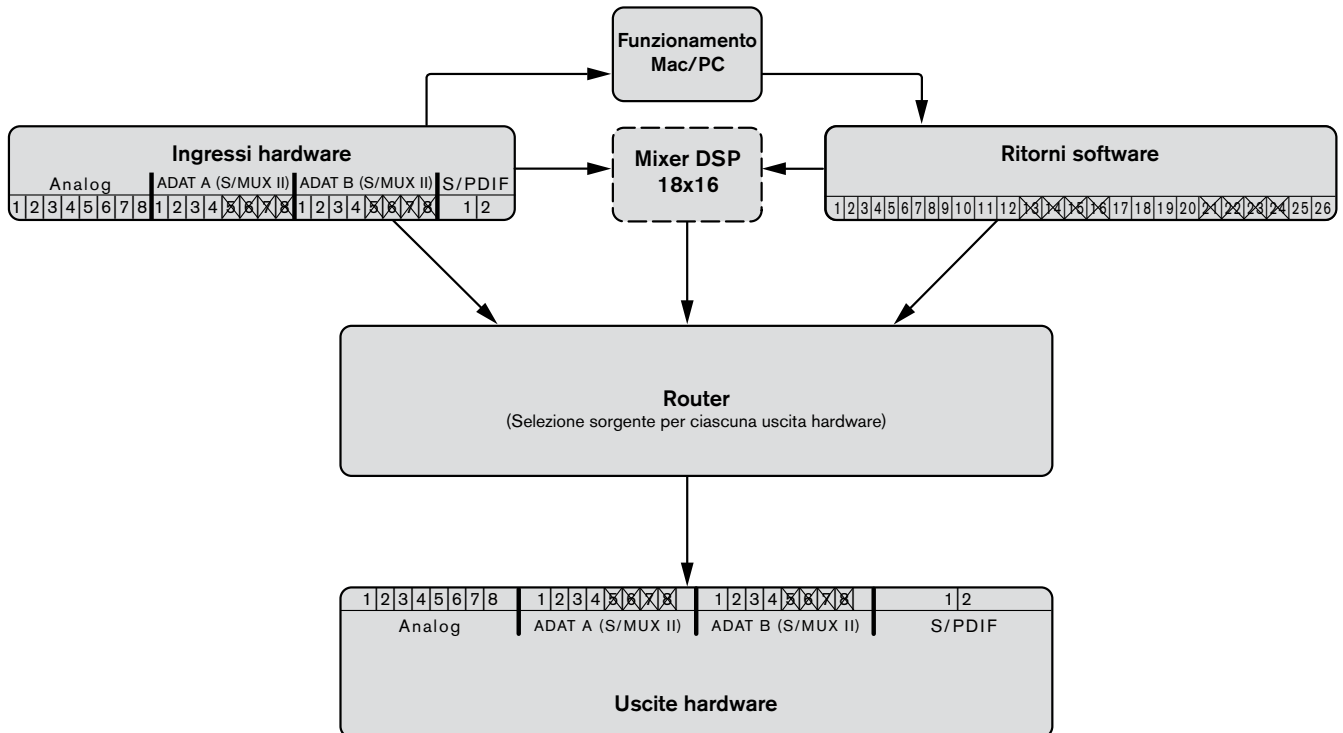 Funzionamento
Mac/PC
Ingressi hardware
Analog ADAT A (S/MUX II) ADAT B (S/MUX II) S/PDIF
1 2 3 4 5 6 7 8 1 2 3 4 5 6 7 8 1 2 3 4 5 6 7 8 1 2
Mixer DSP
18x16
Ritorni software
1 2 3 4 5 6 7 8 9 10 11 12 13 14 15 16 17 18 19 20 21 22 23 24 25 26
Router
(Selezione sorgente per ciascuna uscita hardware)
1 2 3 4 5 6 7 8 1 2 3 4 5 6 7 8 1 2 3 4 5 6 7 8 1 2
Analog ADAT A (S/MUX II) ADAT B (S/MUX II) S/PDIF
Uscite hardware